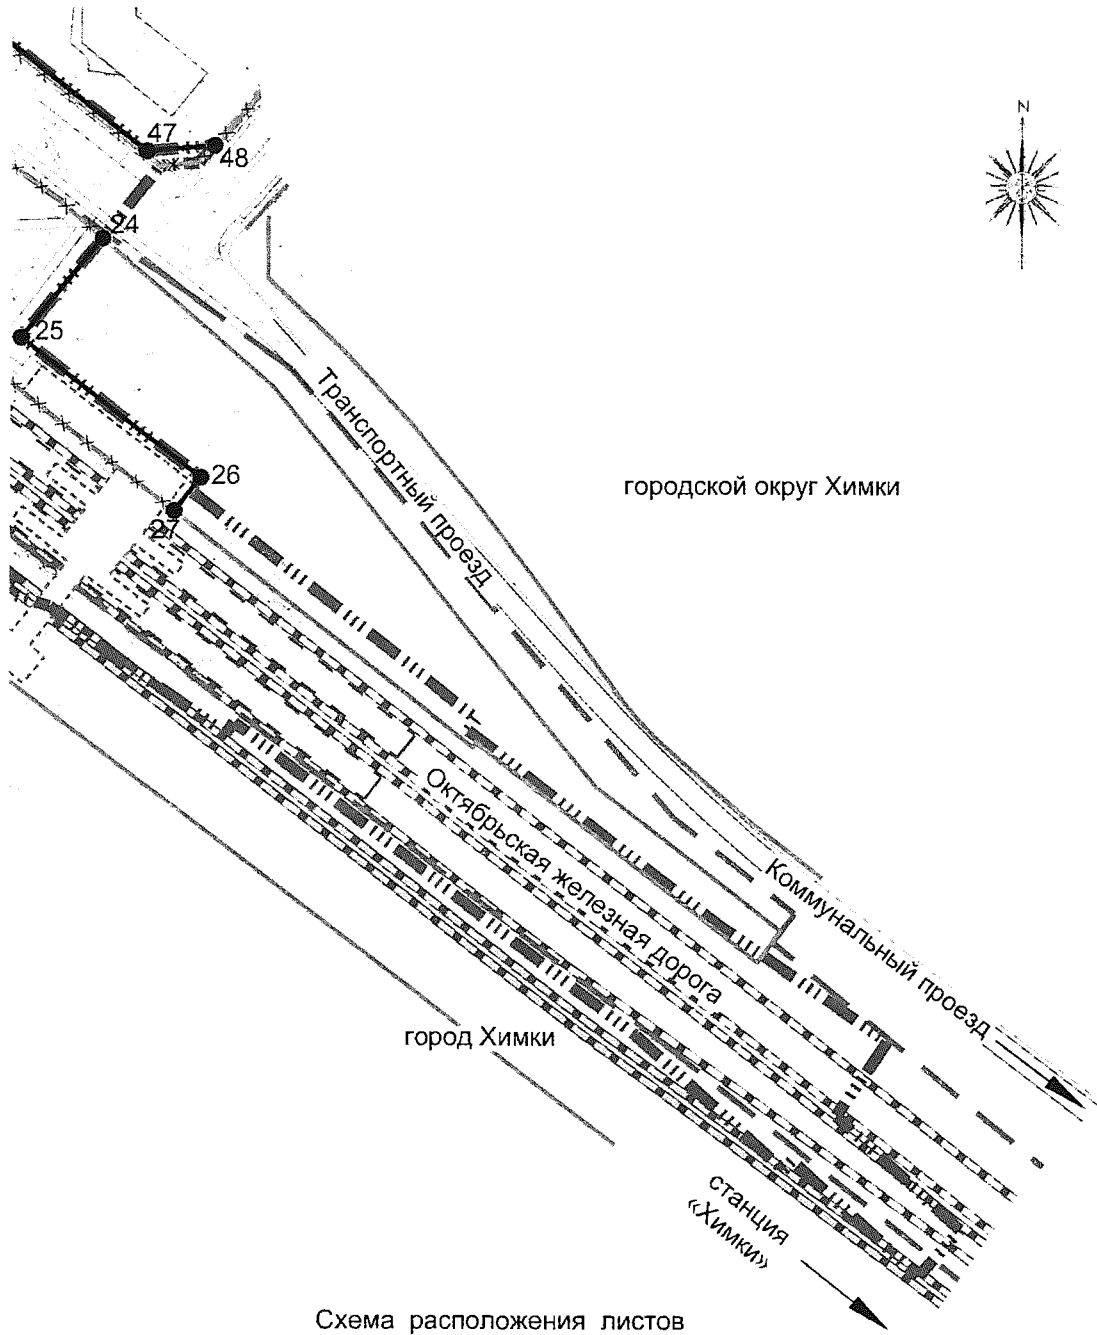 47
48
N
24
25
26
27
Транспортный проезд
городской округ Химки
Октябрьская железная дорога
Коммунальный проезд
город Химки
станция
«Химки»
Схема расположения листов